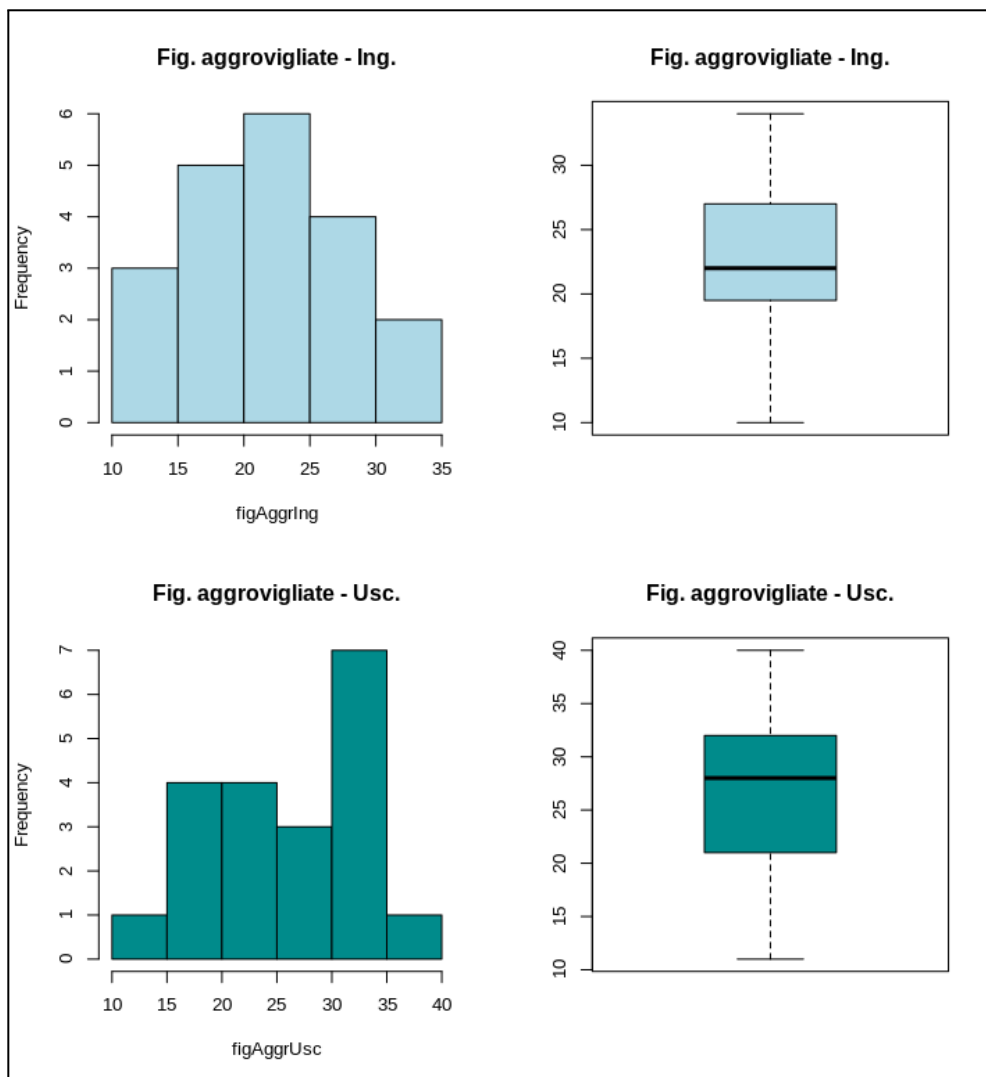 Fig. aggrovigliate - Ing.
Frequency
0 1 2 3 4 5 6
10 15 20 25 30 35
figAggrIng
Fig. aggrovigliate - Ing.
10 15 20 25 30
Fig. aggrovigliate - Usc.
Frequency
0 1 2 3 4 5 6 7
10 15 20 25 30 35 40
figAggrUsc
Fig. aggrovigliate - Usc.
10 15 20 25 30 35 40